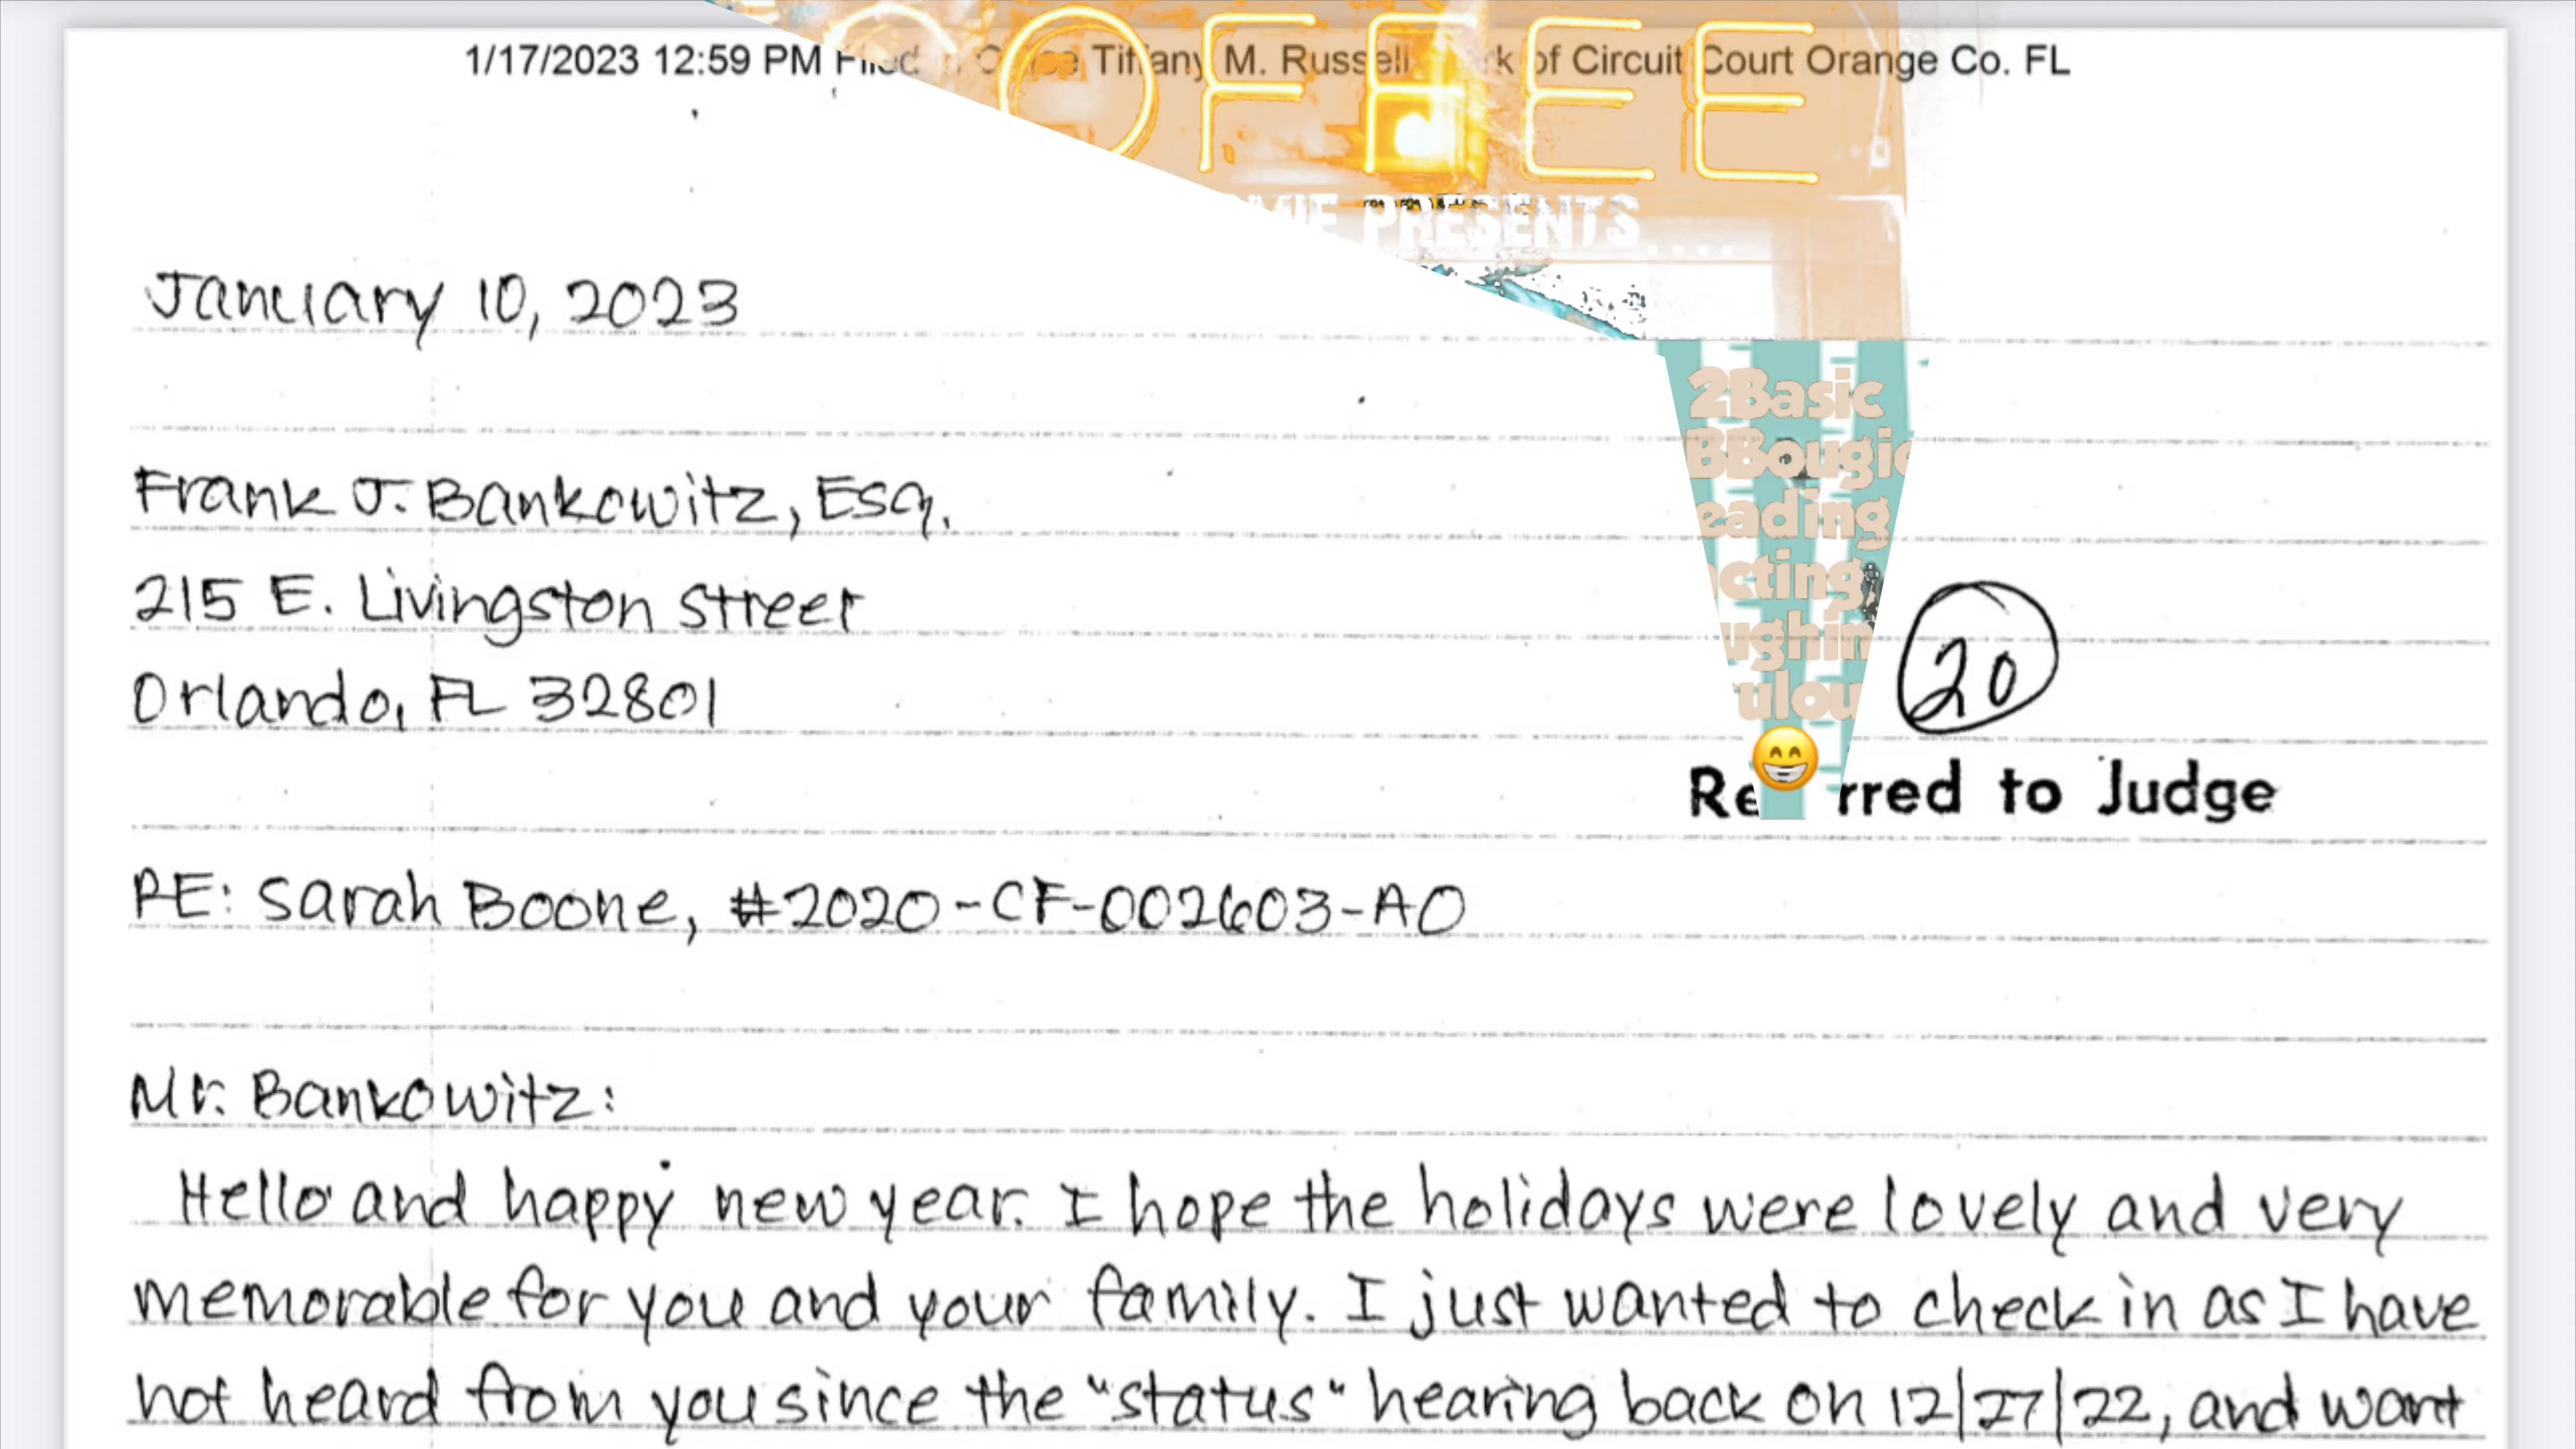 1/17/2023 12:59 PM Filed Tiffany M. Russell of Circuit Court Orange Co. FL
OFFEE
PRESENTS....
January 10, 2023
2Basic
BBougie
eading
cting,
ughin
ulou
Frank J. Bankowitz, Esq.
215 E. Livingston Street
Orlando, FL 32801
20
Re rred to Judge
RE: Sarah Boone, #2020-CF-002603-AO
Mr. Bankowitz:
Hello and happy new year. I hope the holidays were lovely and very
memorable for you and your family. I just wanted to check in as I have
not heard from you since the "status" hearing back on 12/27/22, and want